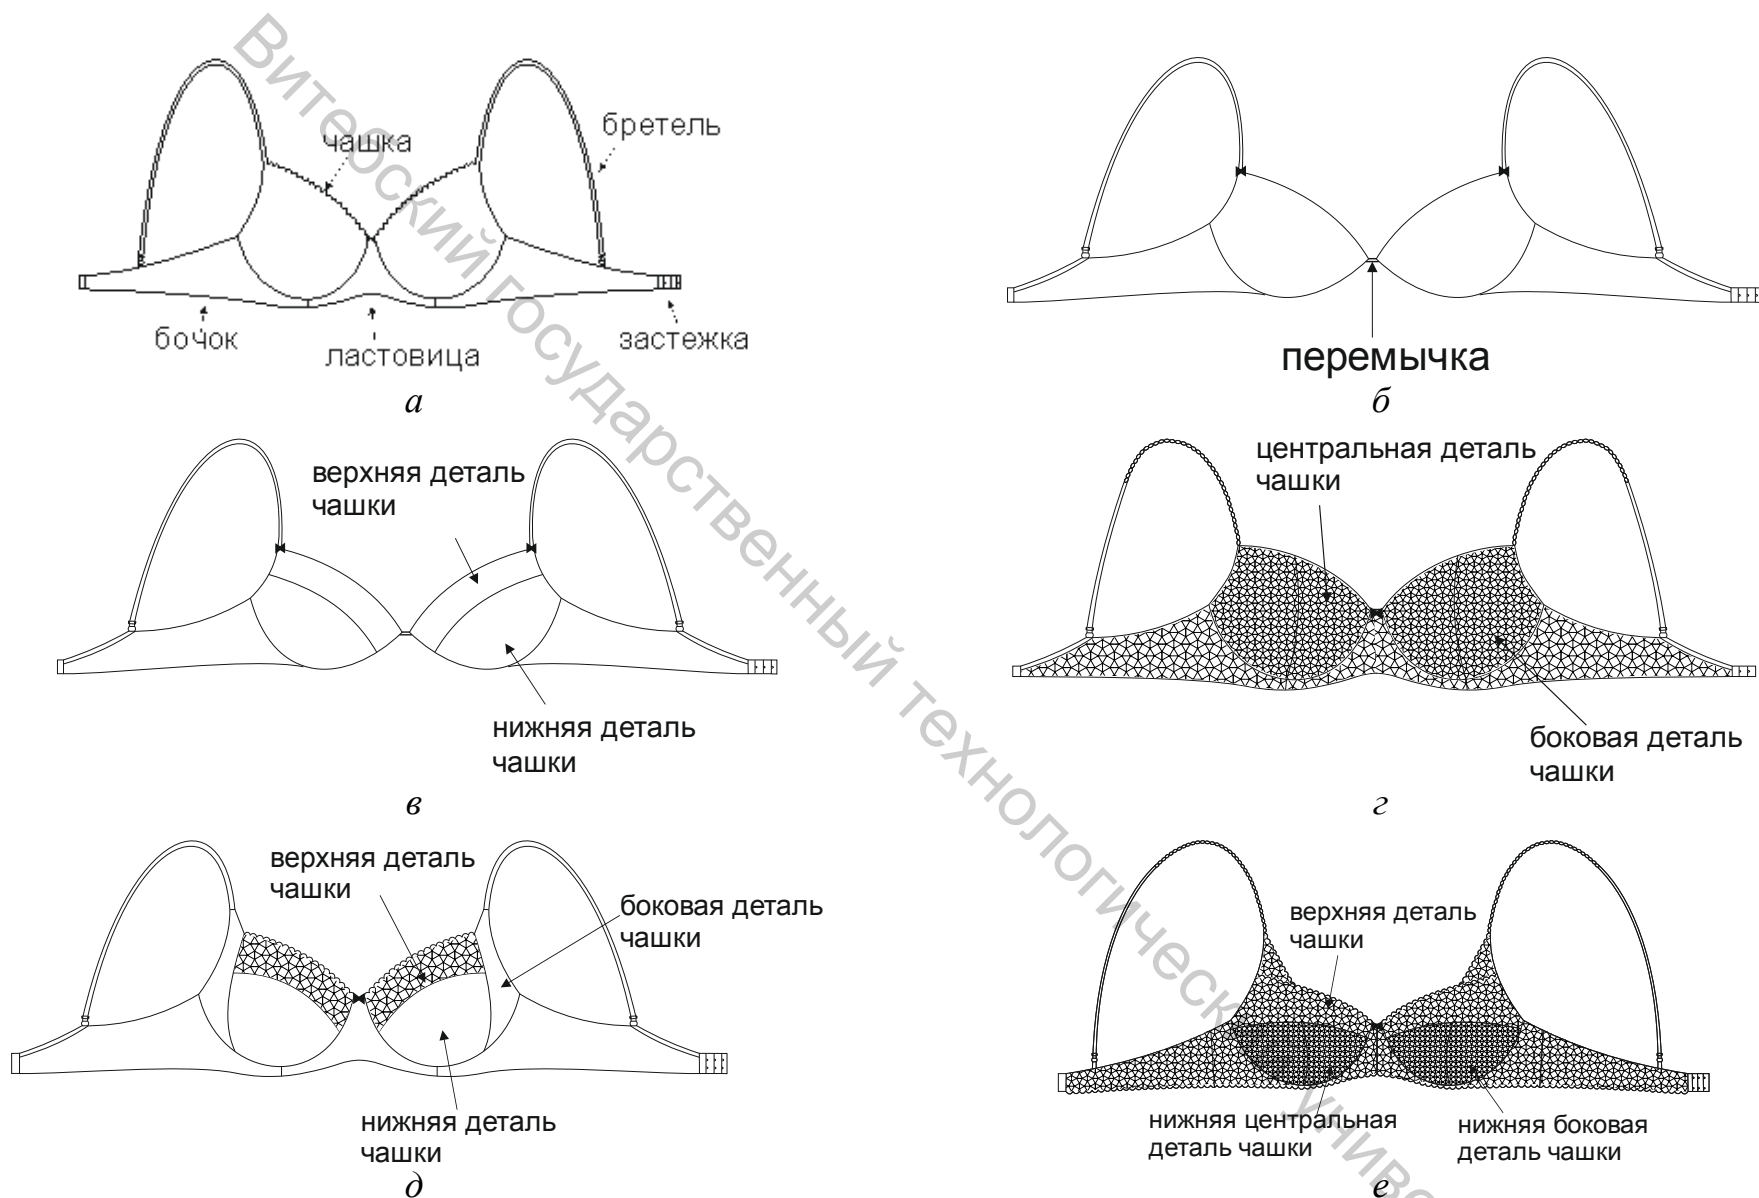 чашка
бретель
бочок
ластовица
застежка
а
перемычка
б
верхняя деталь
чашки
нижняя деталь
чашки
в
центральная деталь
чашки
боковая деталь
чашки
г
верхняя деталь
чашки
боковая деталь
чашки
нижняя деталь
чашки
д
верхняя деталь
чашки
нижняя центральная
деталь чашки
нижняя боковая
деталь чашки
е
Витебский государственный технологический